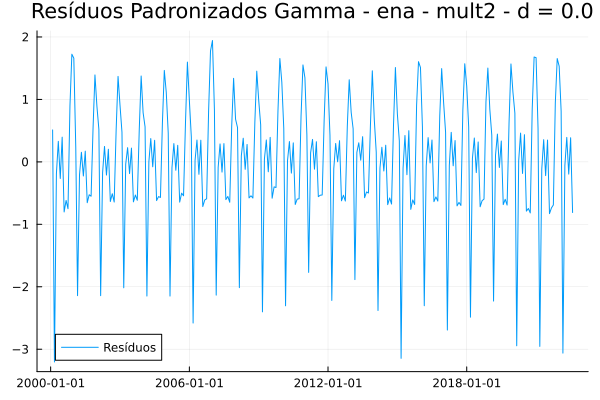 Resíduos Padronizados Gamma - ena - mult2 - d = 0.0
2
1
0
−1
−2
−3
Resíduos
2000-01-01 2006-01-01 2012-01-01 2018-01-01